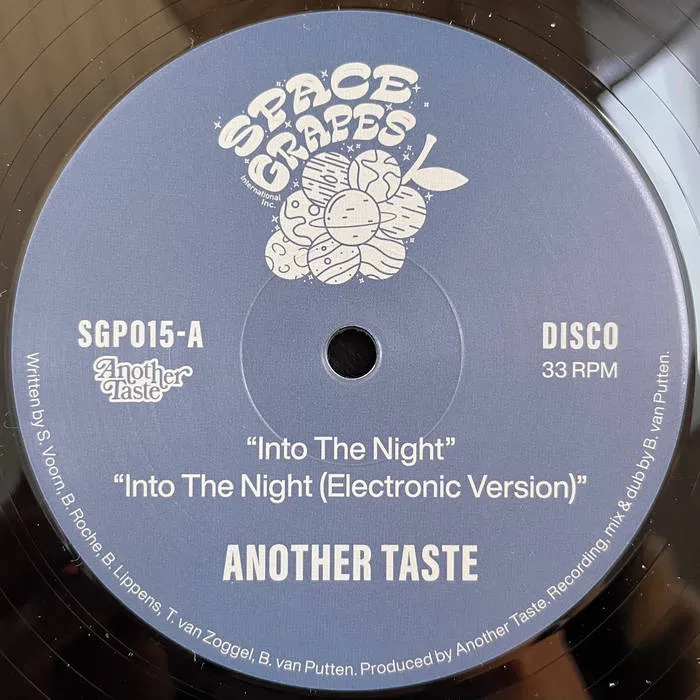 SPACE
GRAPES
International
Inc.
SGP015-A
Another
Taste
DISCO
33 RPM
“Into The Night”
“Into The Night (Electronic Version)”
ANOTHER TASTE
Written by S. Voorn, B. Roche, B. Lippens, T. van Zoggel, B. van Putten. Produced by Another Taste. Recording, mix & dub by B. van Putten.